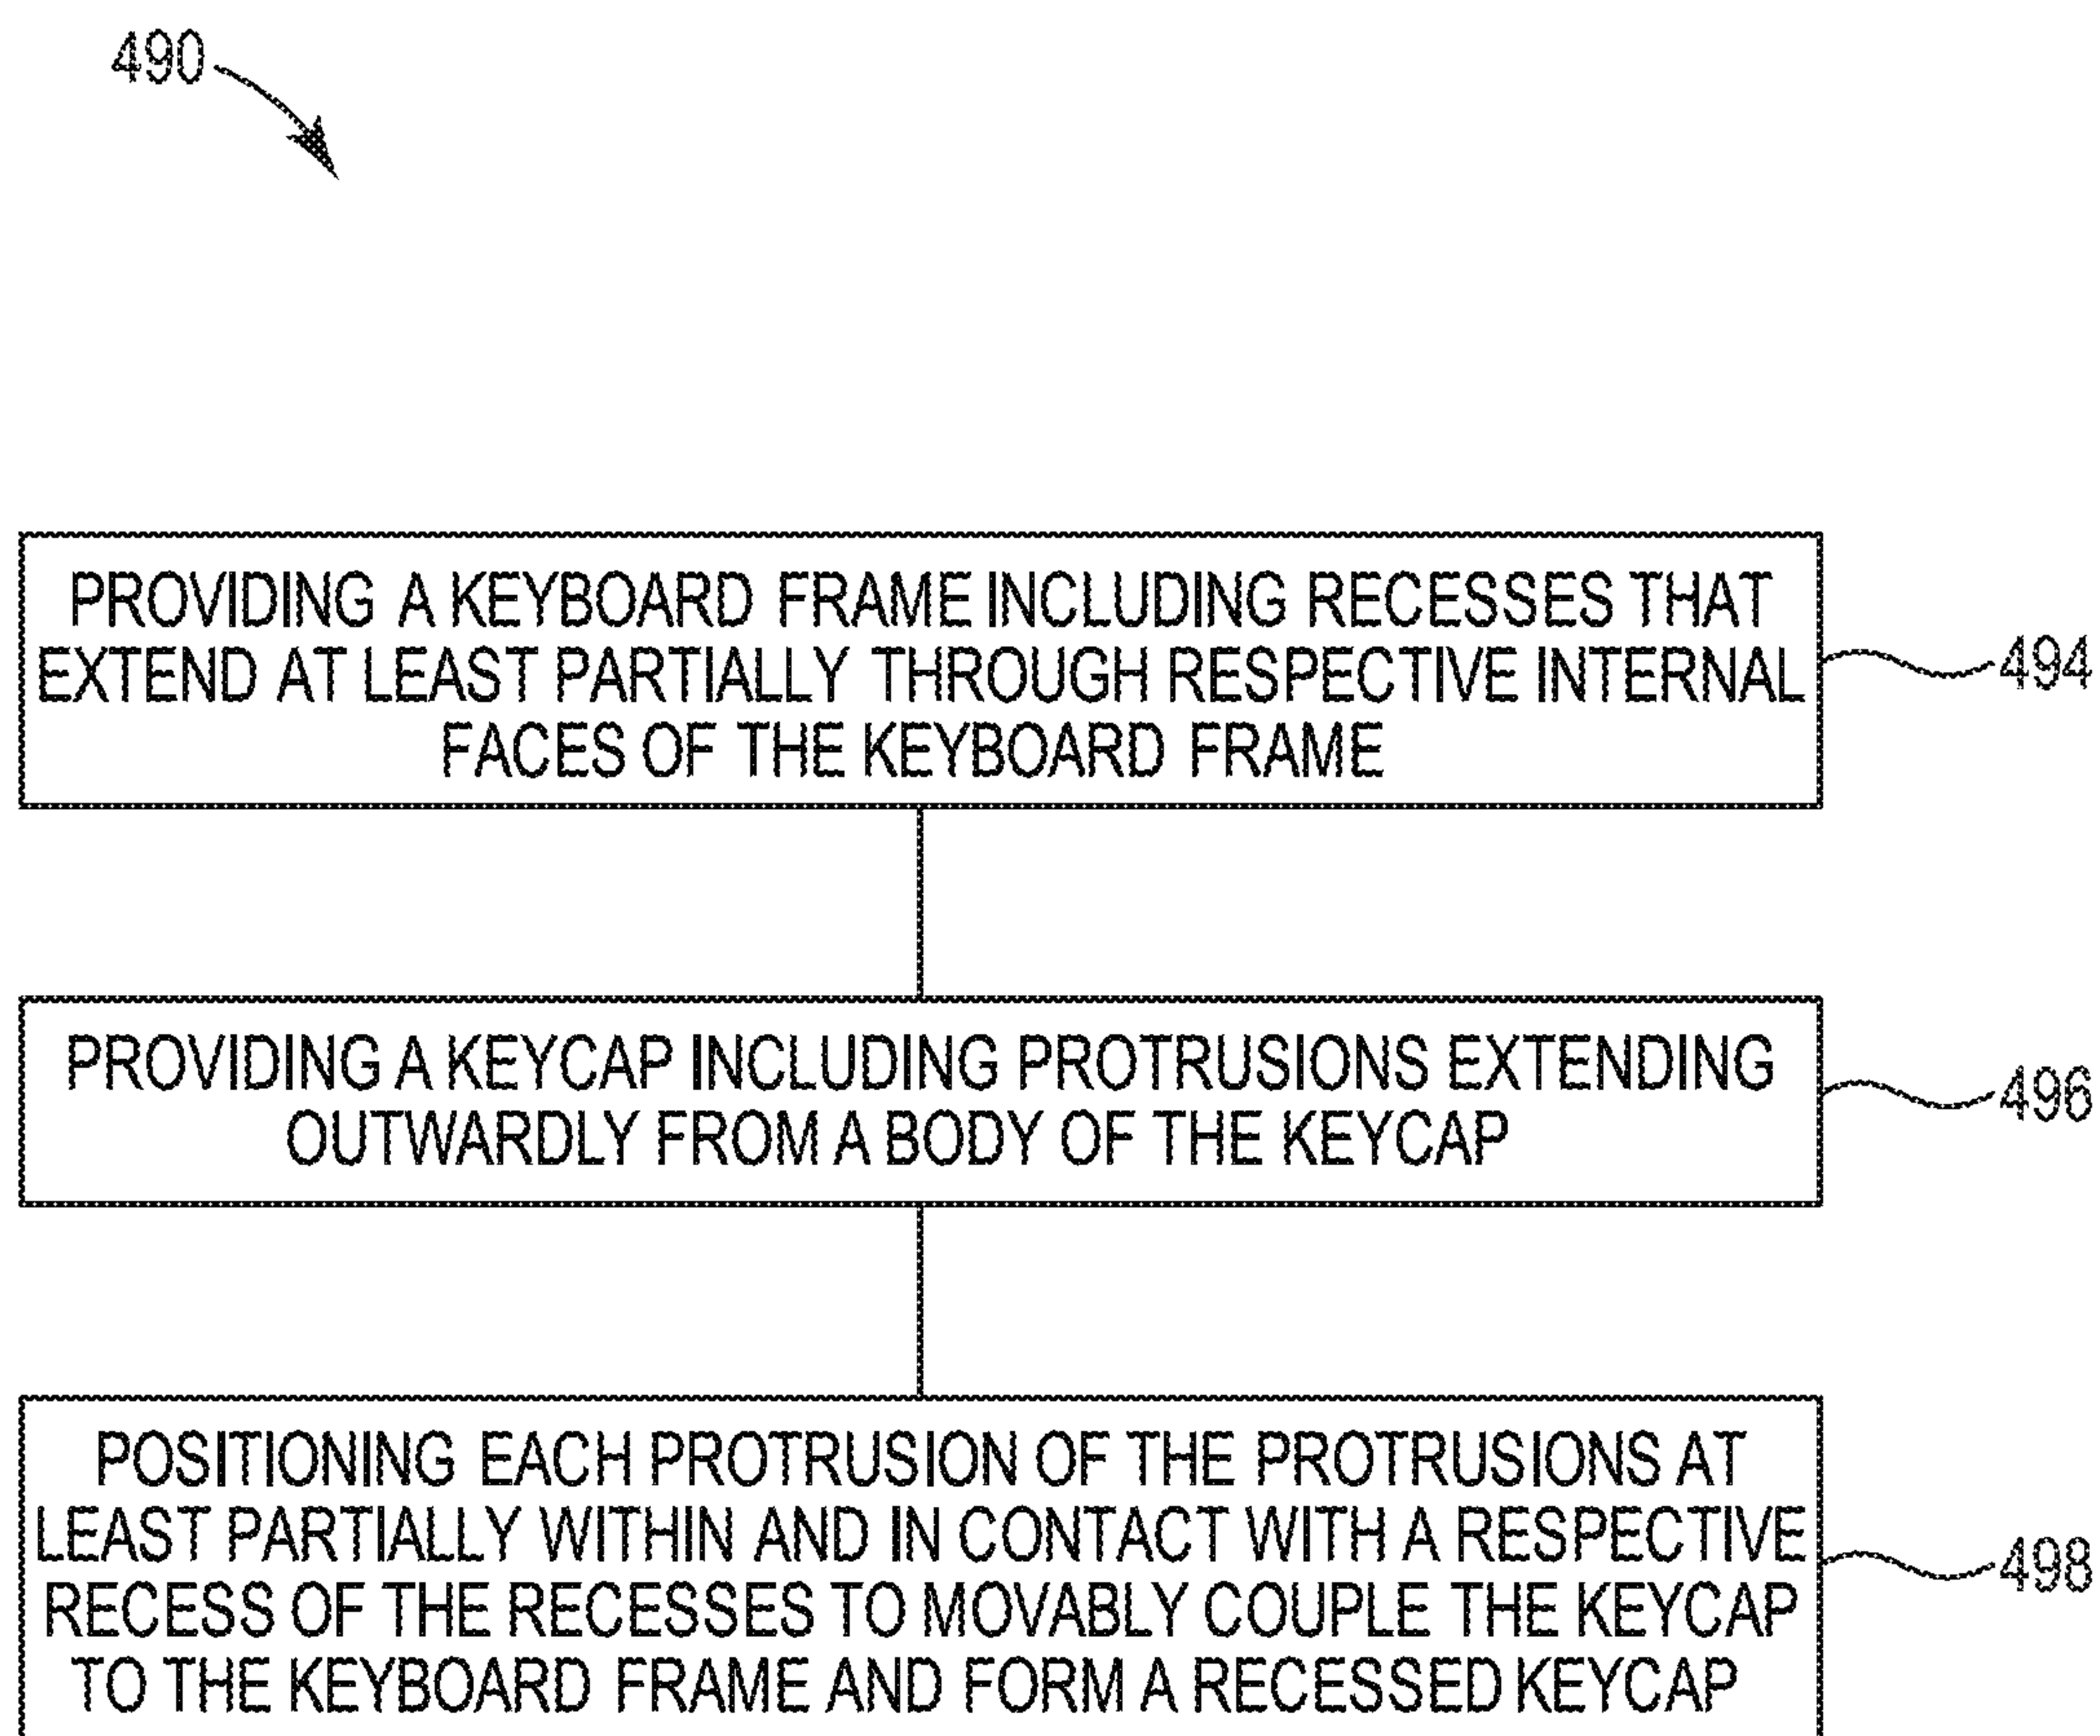 490
PROVIDING A KEYBOARD FRAME INCLUDING RECESSES THAT
EXTEND AT LEAST PARTIALLY THROUGH RESPECTIVE INTERNAL
FACES OF THE KEYBOARD FRAME
494
PROVIDING A KEYCAP INCLUDING PROTRUSIONS EXTENDING
OUTWARDLY FROM A BODY OF THE KEYCAP
496
POSITIONING EACH PROTRUSION OF THE PROTRUSIONS AT
LEAST PARTIALLY WITHIN AND IN CONTACT WITH A RESPECTIVE
RECESS OF THE RECESSES TO MOVABLY COUPLE THE KEYCAP
TO THE KEYBOARD FRAME AND FORM A RECESSED KEYCAP
498